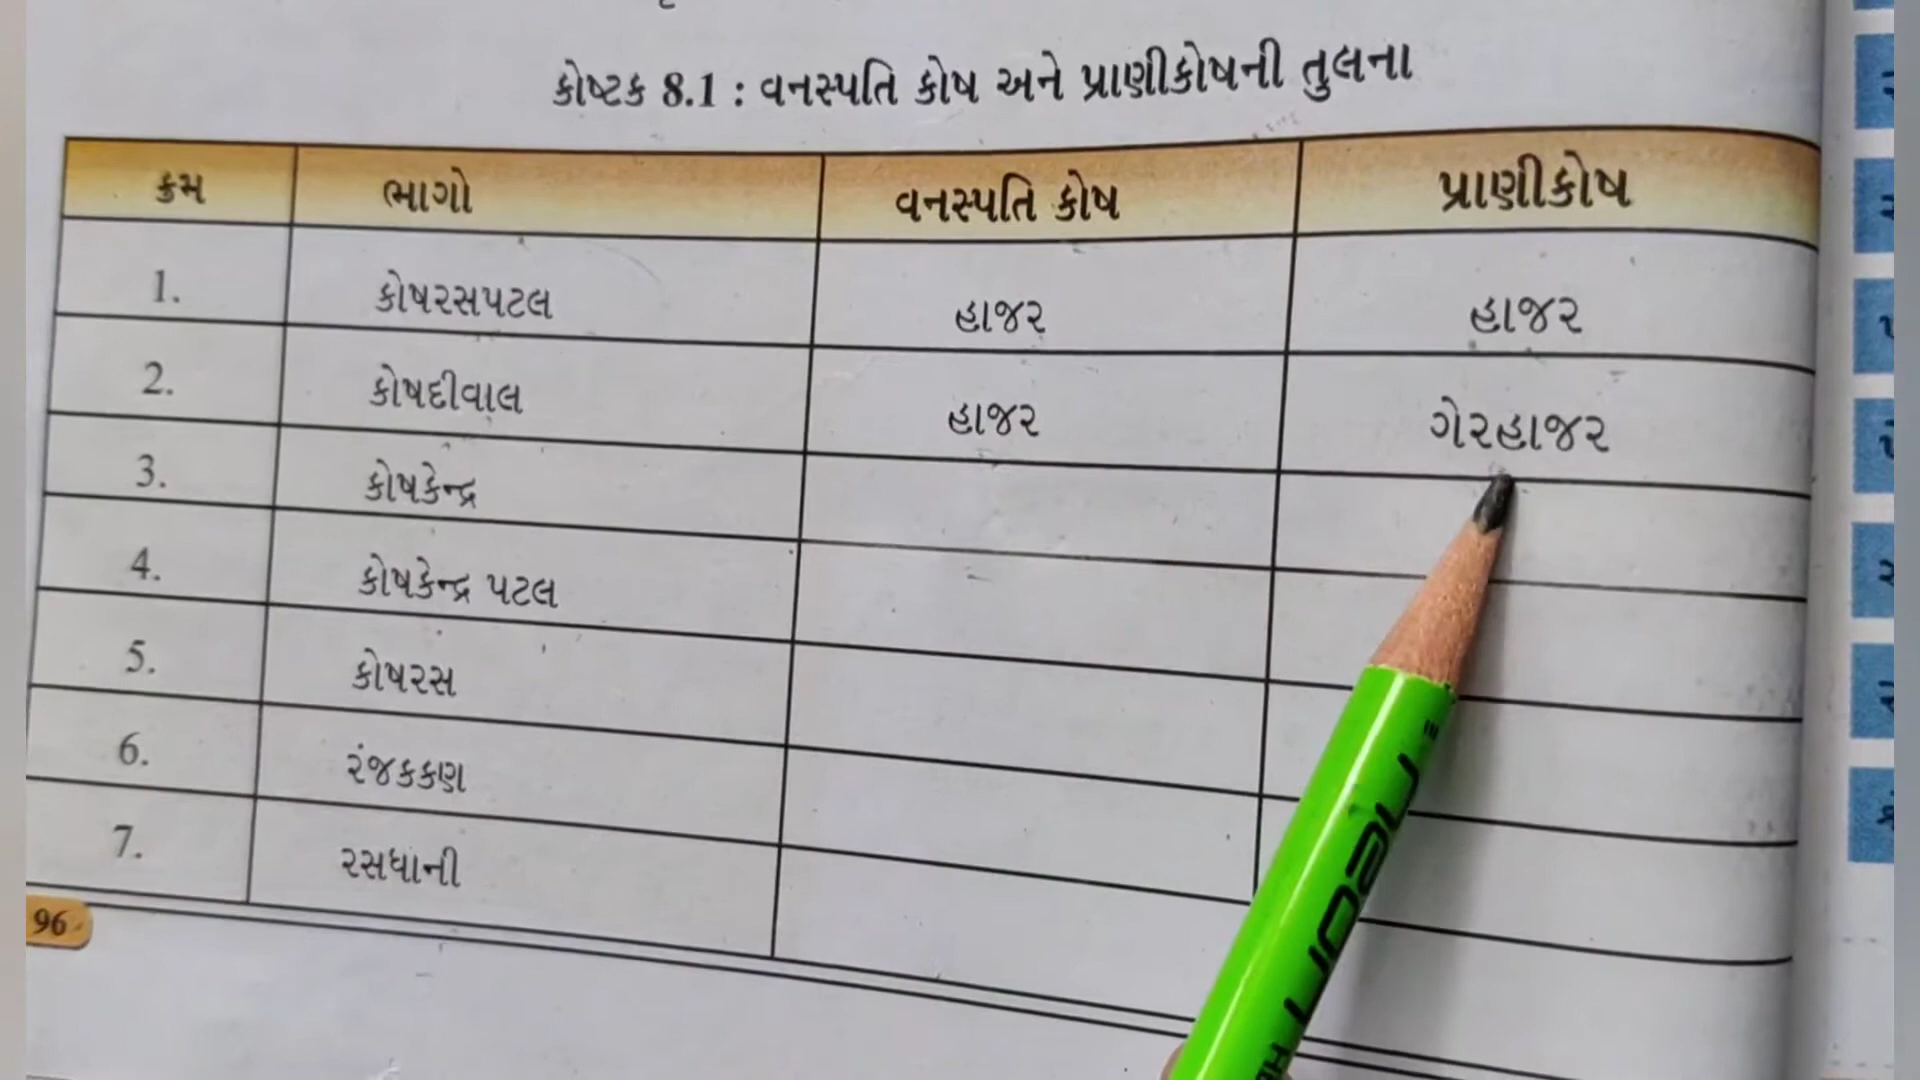 કોષ્ટક 8.1 : વનસ્પતિ કોષ અને પ્રાણીકોષની તુલના
ક્રમ ભાગો વનસ્પતિ કોષ પ્રાણીકોષ
1. કોષરસપટલ હાજર હાજર
2. કોષદીવાલ હાજર ગેરહાજર
3. કોષકેન્દ્ર
4. કોષકેન્દ્ર પટલ
5. કોષરસ
6. રંજકકણ
7. રસધાની
96
neon